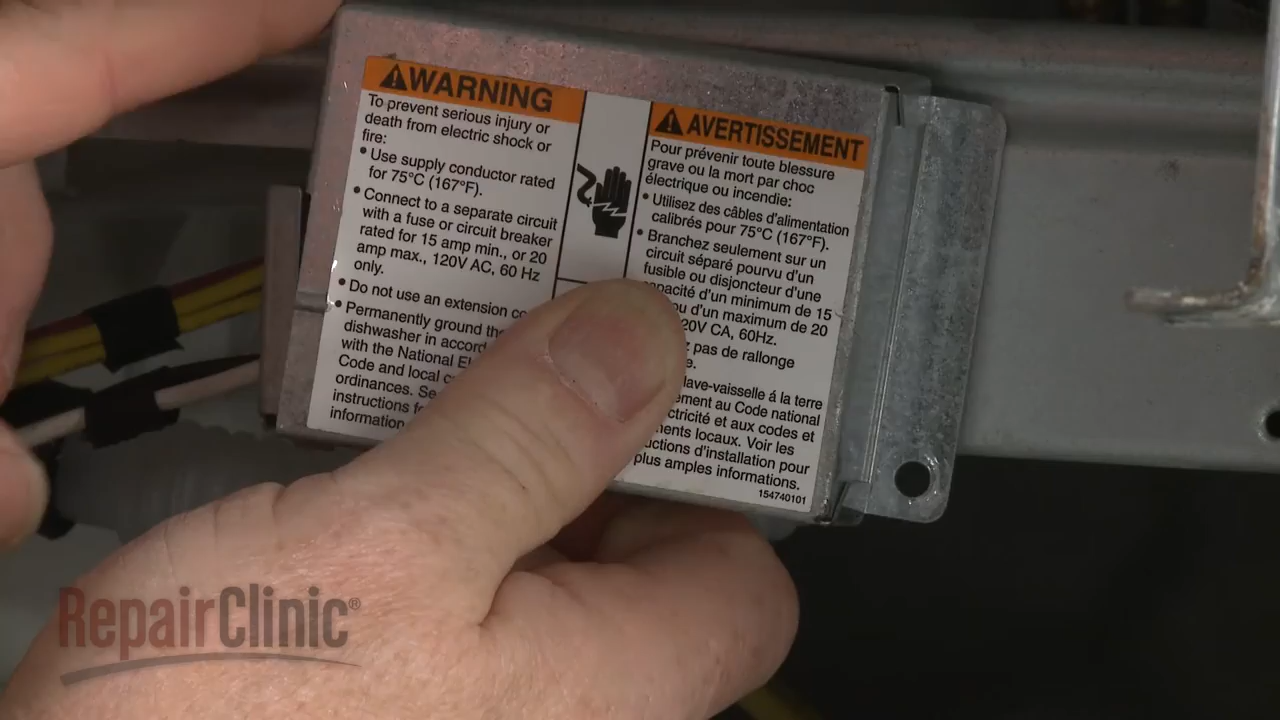 WARNING
To prevent serious injury or
death from electric shock or
fire:
• Use supply conductor rated
for 75°C (167°F).
• Connect to a separate circuit
with a fuse or circuit breaker
rated for 15 amp min., or 20
amp max., 120V AC, 60 Hz
only.
• Do not use an extension
• Permanently ground
dishwasher in
with the National
Code and local
ordinances.
instructions
information
AVERTISSEMENT
Pour prévenir toute blessure
grave ou la mort par choc
électrique ou incendie:
• Utilisez des câbles d'alimentation
calibrés pour 75°C (167°F).
• Branchez seulement sur un
circuit séparé pourvu d'un
fusible ou disjoncteur d'une
d'un minimum de 15
d'un maximum de 20
CA, 60Hz.
pas de rallonge
lave-vaisselle á la terre
au Code national
et aux codes et
locaux. Voir les
d'installation pour
plus amples informations.
154740101
RepairClinic®